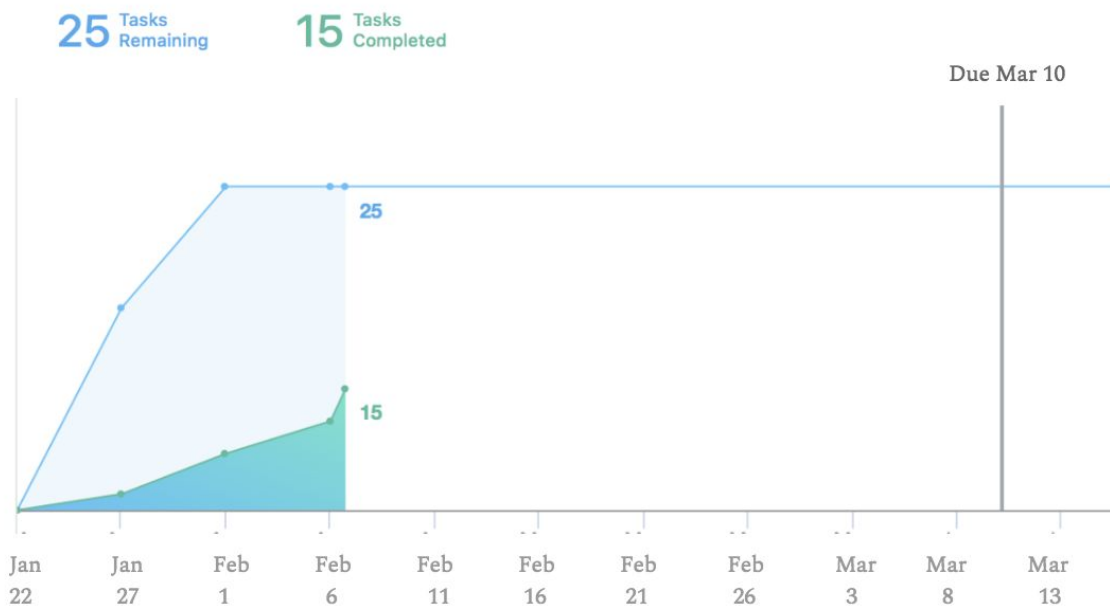 25 Tasks Remaining
15 Tasks Completed
Due Mar 10
25
15
Jan 22
Jan 27
Feb 1
Feb 6
Feb 11
Feb 16
Feb 21
Feb 26
Mar 3
Mar 8
Mar 13